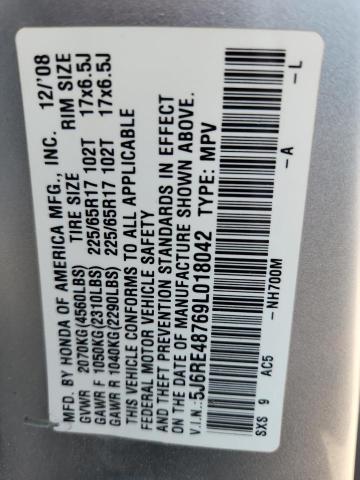 MFD. BY HONDA OF AMERICA MFG., INC. 12/'08
TIRE SIZE RIM SIZE
GVWR 2070KG(4560LBS)
GAWR F 1050KG(2310LBS) 225/65R17 102T 17x6.5J
GAWR R 1040KG(2290LBS) 225/65R17 102T 17x6.5J
THIS VEHICLE CONFORMS TO ALL APPLICABLE
FEDERAL MOTOR VEHICLE SAFETY
AND THEFT PREVENTION STANDARDS IN EFFECT
ON THE DATE OF MANUFACTURE SHOWN ABOVE.
V.I.N.:5J6RE48769L018042 TYPE: MPV
SXS 9 AC5 -NH700M -A -L